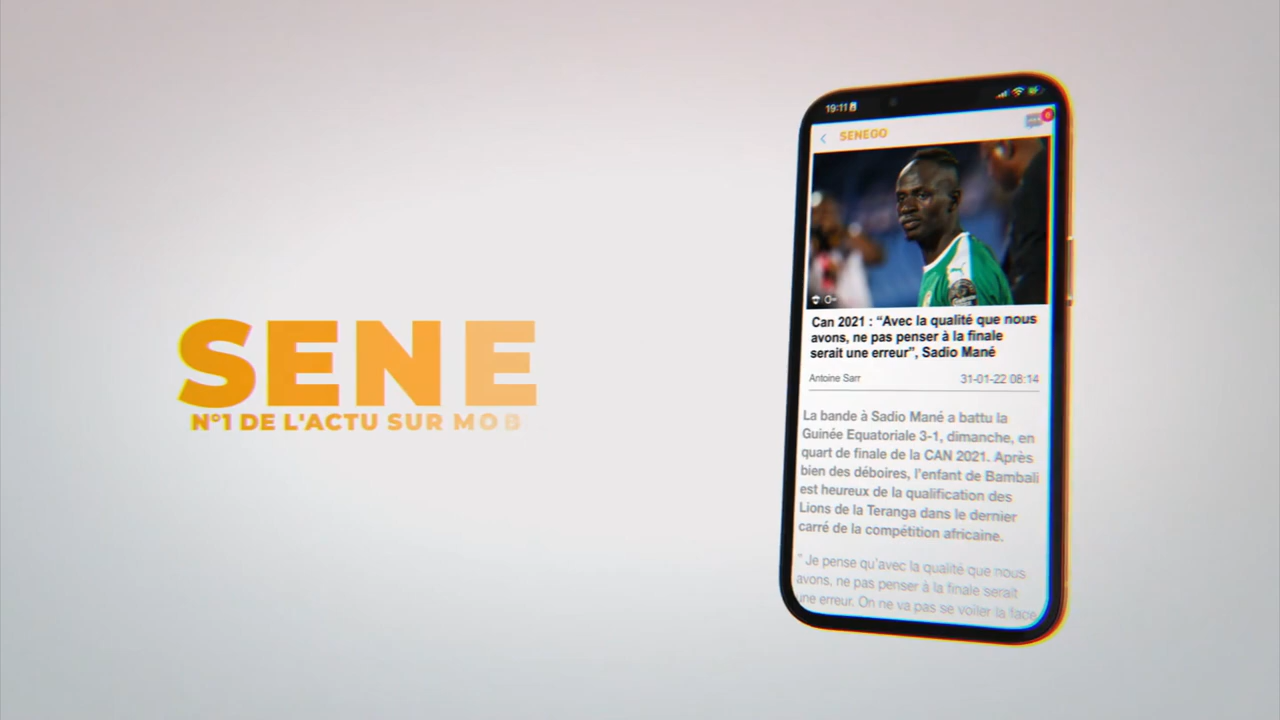 SENE
N°1 DE L'ACTU SUR MOB
19:11
SENEGO
Can 2021 : “Avec la qualité que nous
avons, ne pas penser à la finale
serait une erreur”, Sadio Mané
Antoine Sarr 31-01-22 08:14
La bande à Sadio Mané a battu la
Guinée Equatoriale 3-1, dimanche, en
quart de finale de la CAN 2021. Après
bien des déboires, l'enfant de Bambali
est heureux de la qualification des
Lions de la Teranga dans le dernier
carré de la compétition africaine.
" Je pense qu'avec la qualité que nous
avons, ne pas penser à la finale serait
une erreur. On ne va pas se voiler la face